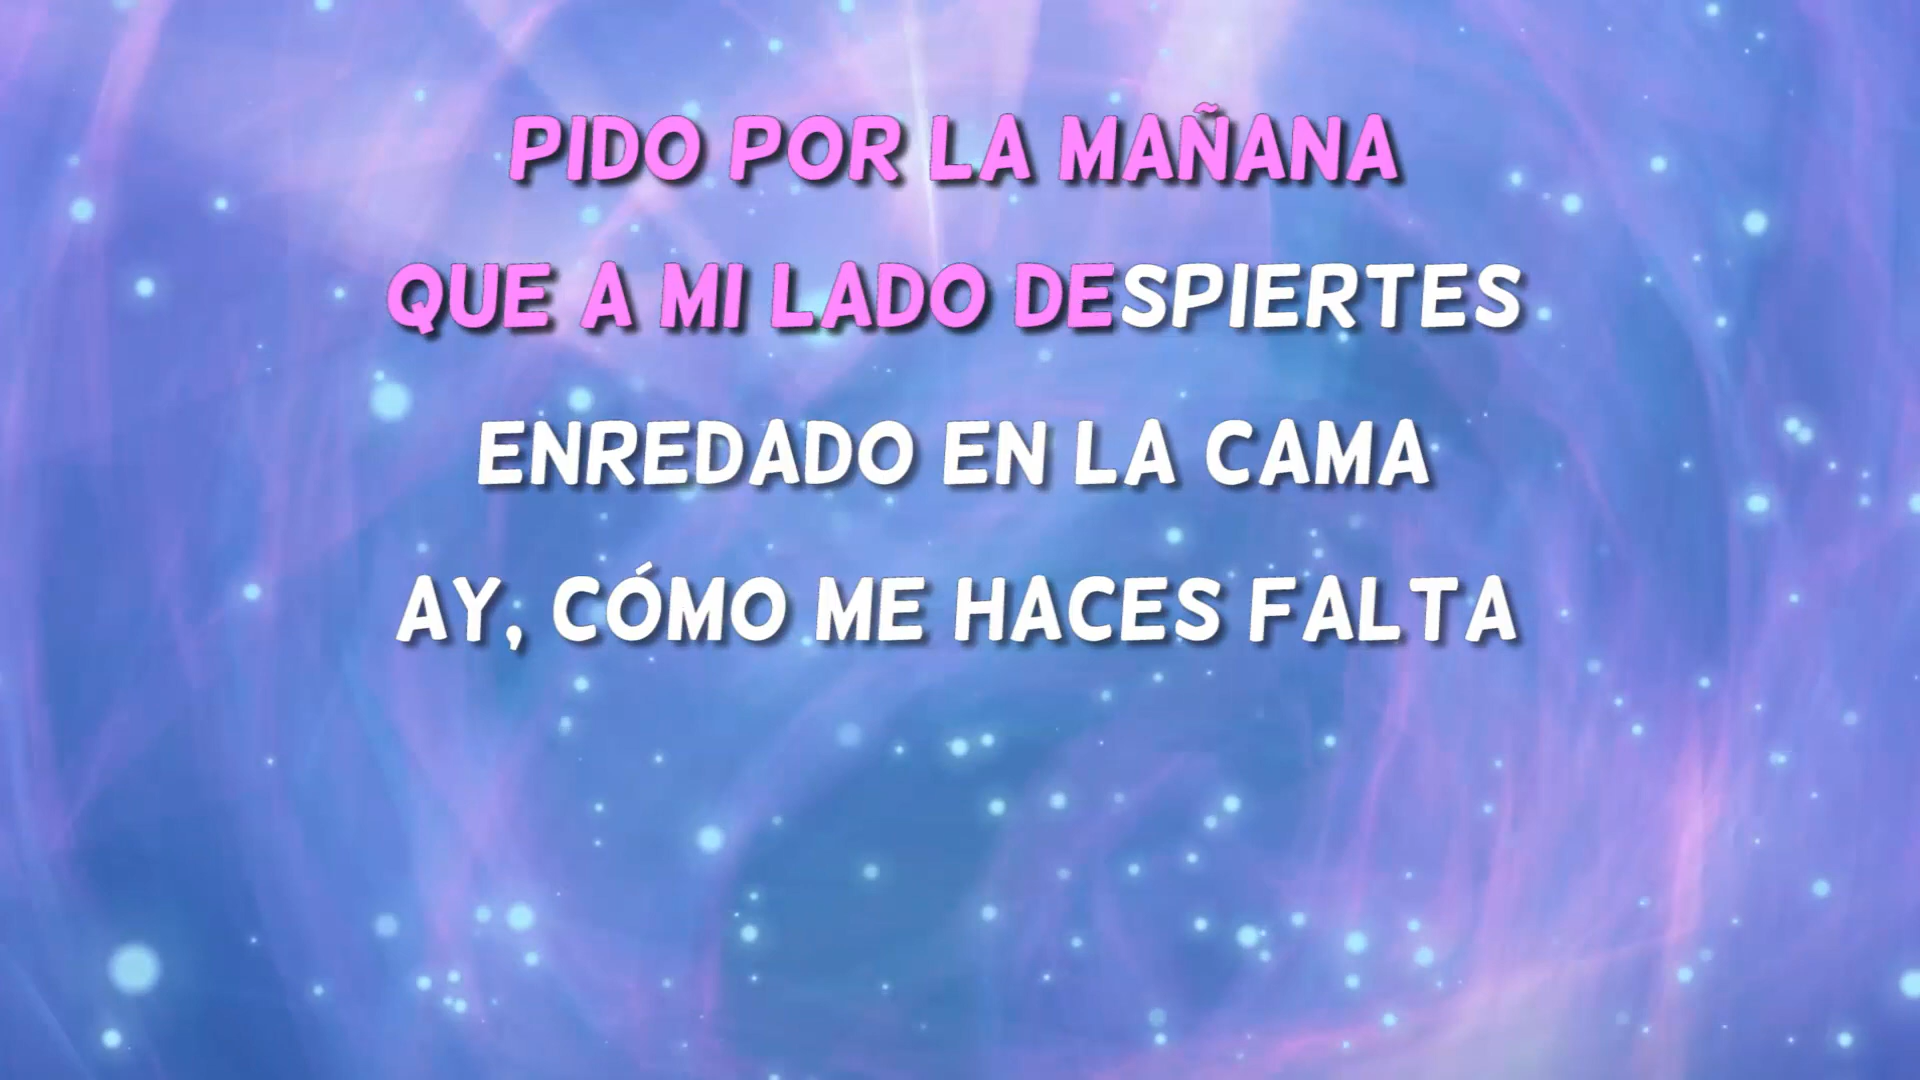 PIDO POR LA MAÑANA
QUE A MI LADO DESPIERTES
ENREDADO EN LA CAMA
AY, CÓMO ME HACES FALTA